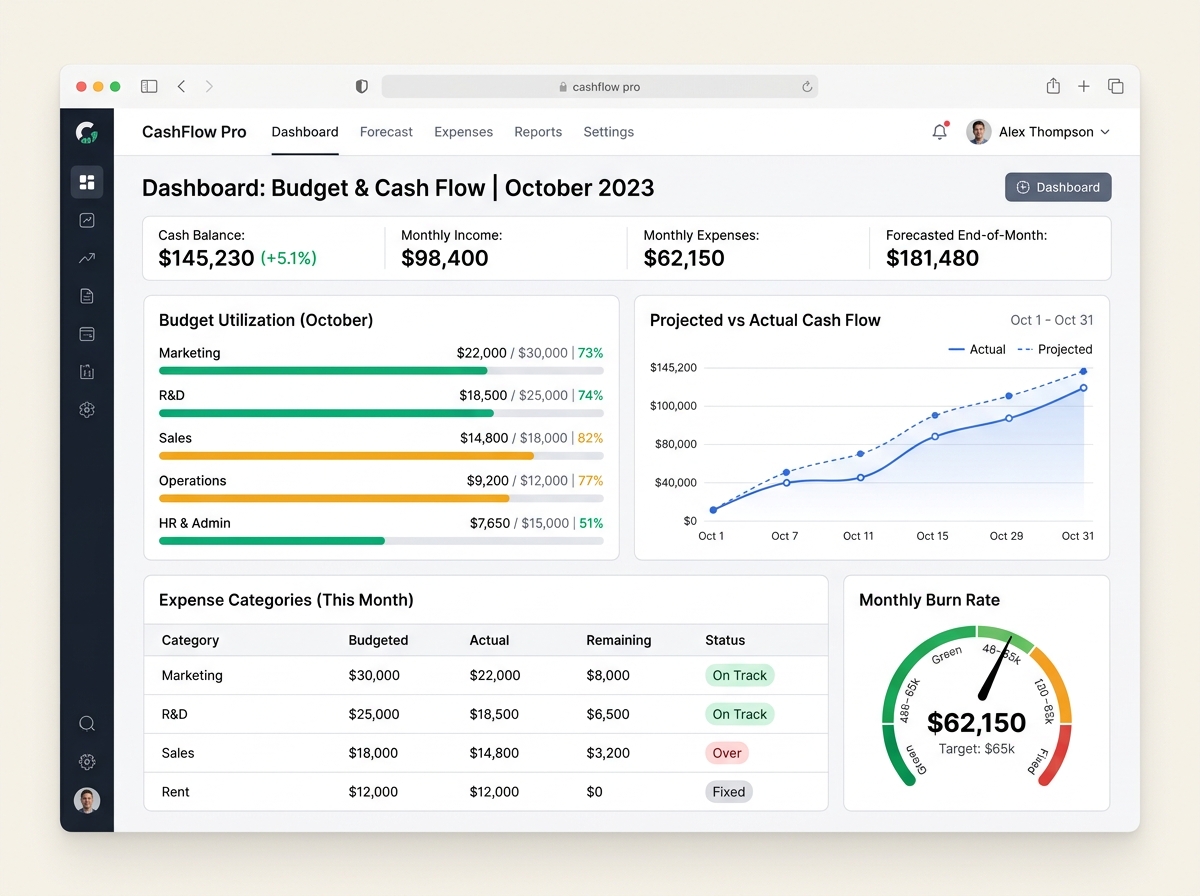 cashflow pro
CashFlow Pro Dashboard Forecast Expenses Reports Settings Alex Thompson
Dashboard: Budget & Cash Flow | October 2023 Dashboard
Cash Balance: Monthly Income: Monthly Expenses: Forecasted End-of-Month:
$145,230 (+5.1%) $98,400 $62,150 $181,480
Budget Utilization (October)
Marketing $22,000 / $30,000 | 73%
R&D $18,500 / $25,000 | 74%
Sales $14,800 / $18,000 | 82%
Operations $9,200 / $12,000 | 77%
HR & Admin $7,650 / $15,000 | 51%
Projected vs Actual Cash Flow Oct 1 - Oct 31
Actual Projected
$145,200
$100,000
$80,000
$40,000
$0
Oct 1 Oct 7 Oct 11 Oct 15 Oct 29 Oct 31
Expense Categories (This Month)
Category Budgeted Actual Remaining Status
Marketing $30,000 $22,000 $8,000 On Track
R&D $25,000 $18,500 $6,500 On Track
Sales $18,000 $14,800 $3,200 Over
Rent $12,000 $12,000 $0 Fixed
Monthly Burn Rate
Green
Green
Fixed
$62,150
Target: $65k